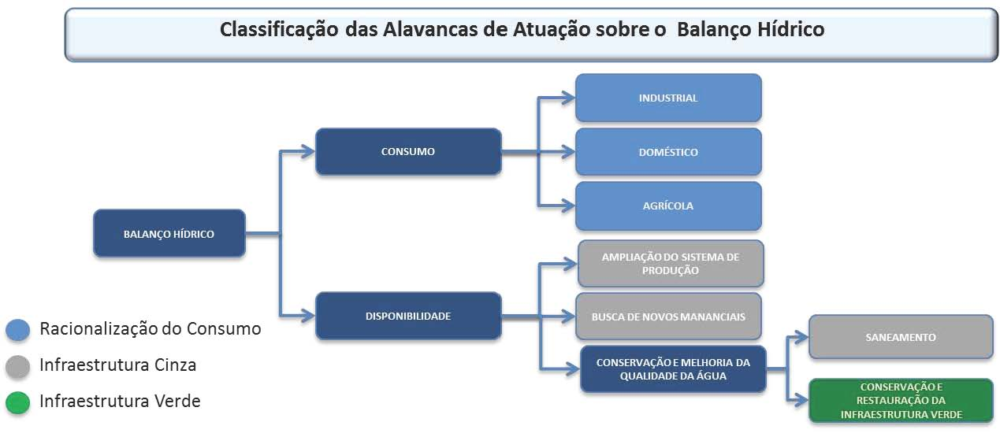 Classificação das Alavancas de Atuação sobre o Balanço Hídrico
INDUSTRIAL
CONSUMO
DOMÉSTICO
AGRÍCOLA
BALANÇO HÍDRICO
AMPLIAÇÃO DO SISTEMA DE
PRODUÇÃO
DISPONIBILIDADE
BUSCA DE NOVOS MANANCIAIS
CONSERVAÇÃO E MELHORIA DA
QUALIDADE DA ÁGUA
SANEAMENTO
CONSERVAÇÃO E
RESTAURAÇÃO DA
INFRAESTRUTURA VERDE
Racionalização do Consumo
Infraestrutura Cinza
Infraestrutura Verde